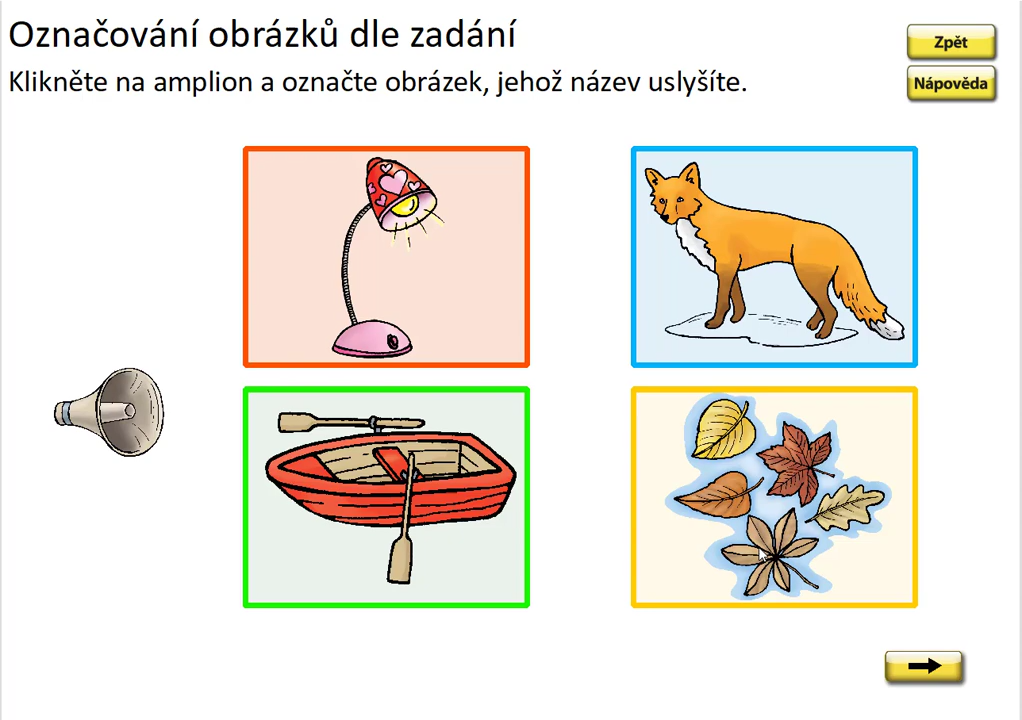 Označování obrázků dle zadání
Zpět
Klikněte na amplion a označte obrázek, jehož název uslyšíte.
Nápověda